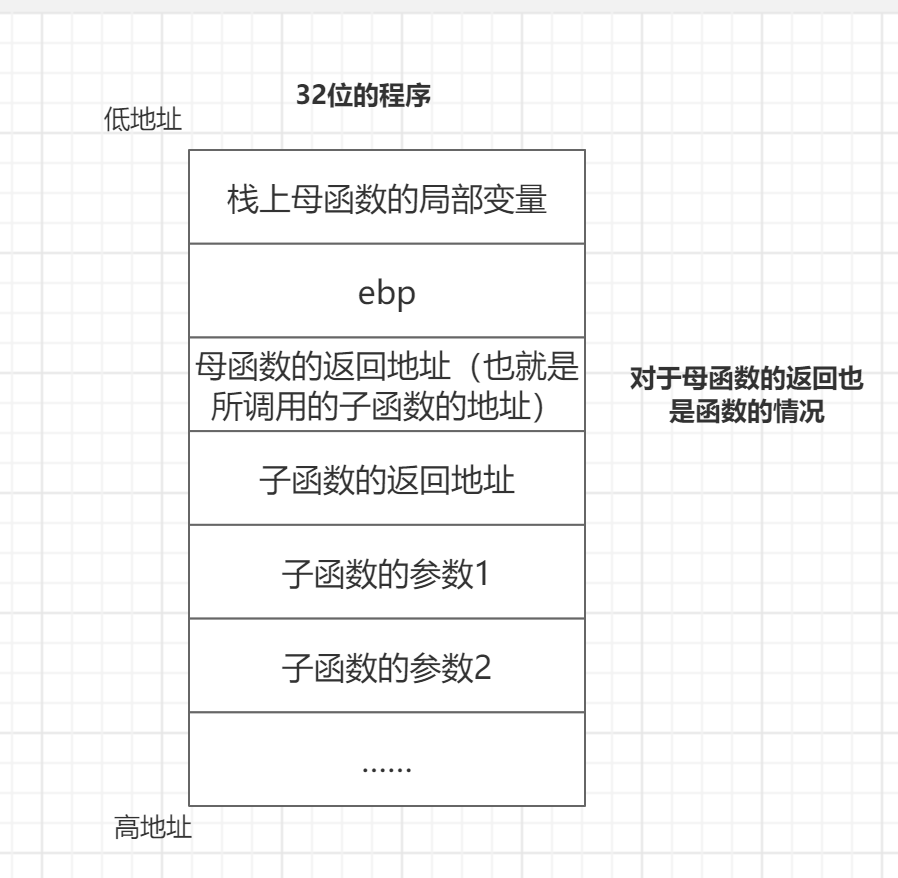 32位的程序
低地址
栈上母函数的局部变量
ebp
母函数的返回地址（也就是
所调用的子函数的地址）
对于母函数的返回也
是函数的情况
子函数的返回地址
子函数的参数1
子函数的参数2
……
高地址